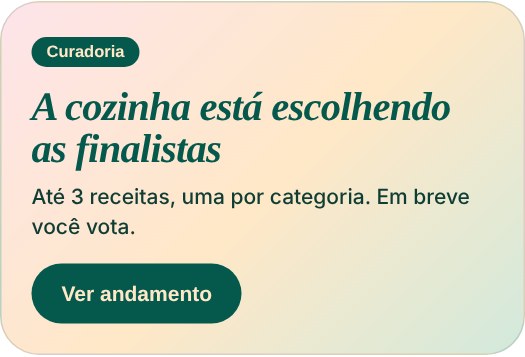 Curadoria
A cozinha está escolhendo
as finalistas
Até 3 receitas, uma por categoria. Em breve
você vota.
Ver andamento